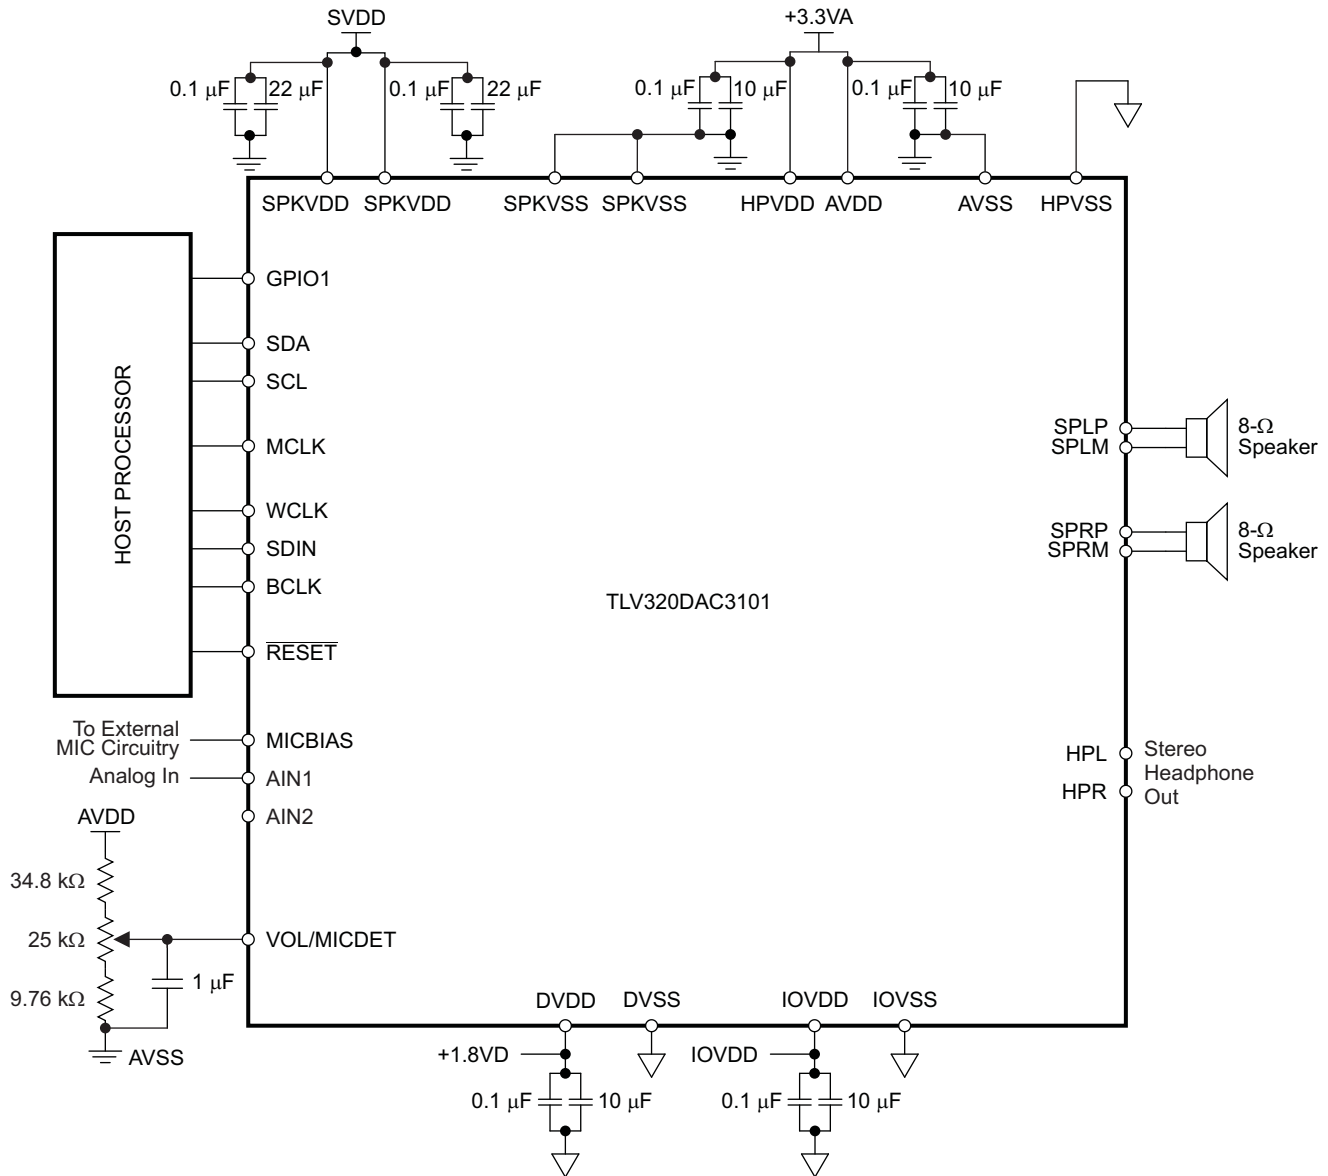 SVDD
+3.3VA
0.1 μF
22 μF
0.1 μF
22 μF
0.1 μF
10 μF
0.1 μF
10 μF
SPKVDD
SPKVDD
SPKVSS
SPKVSS
HPVDD
AVDD
AVSS
HPVSS
HOST PROCESSOR
GPIO1
SDA
SCL
MCLK
WCLK
SDIN
BCLK
RESET
To External
MIC Circuitry
MICBIAS
Analog In
AIN1
AIN2
AVDD
34.8 kΩ
25 kΩ
9.76 kΩ
1 μF
AVSS
VOL/MICDET
TLV320DAC3101
SPLP
SPLM
8-Ω
Speaker
SPRP
SPRM
8-Ω
Speaker
HPL
HPR
Stereo
Headphone
Out
DVDD
DVSS
IOVDD
IOVSS
+1.8VD
IOVDD
0.1 μF
10 μF
0.1 μF
10 μF